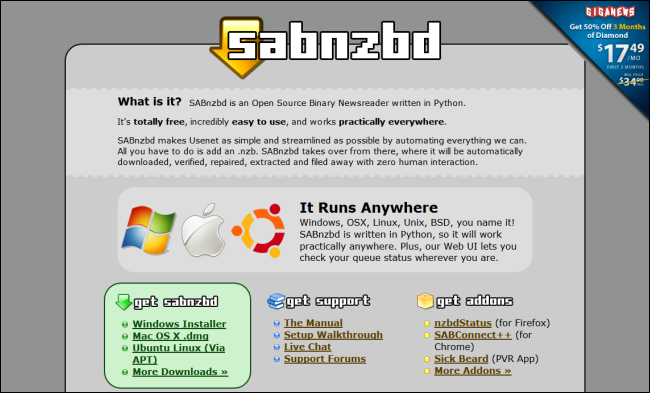 sabnzbd
GIGANEWS
Get 50% Off 3 Months
of Diamond
$17.49
/MO
FIRST 3 MONTHS
REG. PRICE
$34.99
/MO
What is it? SABnzbd is an Open Source Binary Newsreader written in Python.
It's totally free, incredibly easy to use, and works practically everywhere.
SABnzbd makes Usenet as simple and streamlined as possible by automating everything we can.
All you have to do is add an .nzb. SABnzbd takes over from there, where it will be automatically
downloaded, verified, repaired, extracted and filed away with zero human interaction.
It Runs Anywhere
Windows, OSX, Linux, Unix, BSD, you name it!
SABnzbd is written in Python, so it will work
practically anywhere. Plus, our Web UI lets you
check your queue status wherever you are.
get sabnzbd
Windows Installer
Mac OS X .dmg
Ubuntu Linux (Via
APT)
More Downloads »
get support
The Manual
Setup Walkthrough
Live Chat
Support Forums
get addons
nzbdStatus (for Firefox)
SABConnect++ (for
Chrome)
Sick Beard (PVR App)
More Addons »